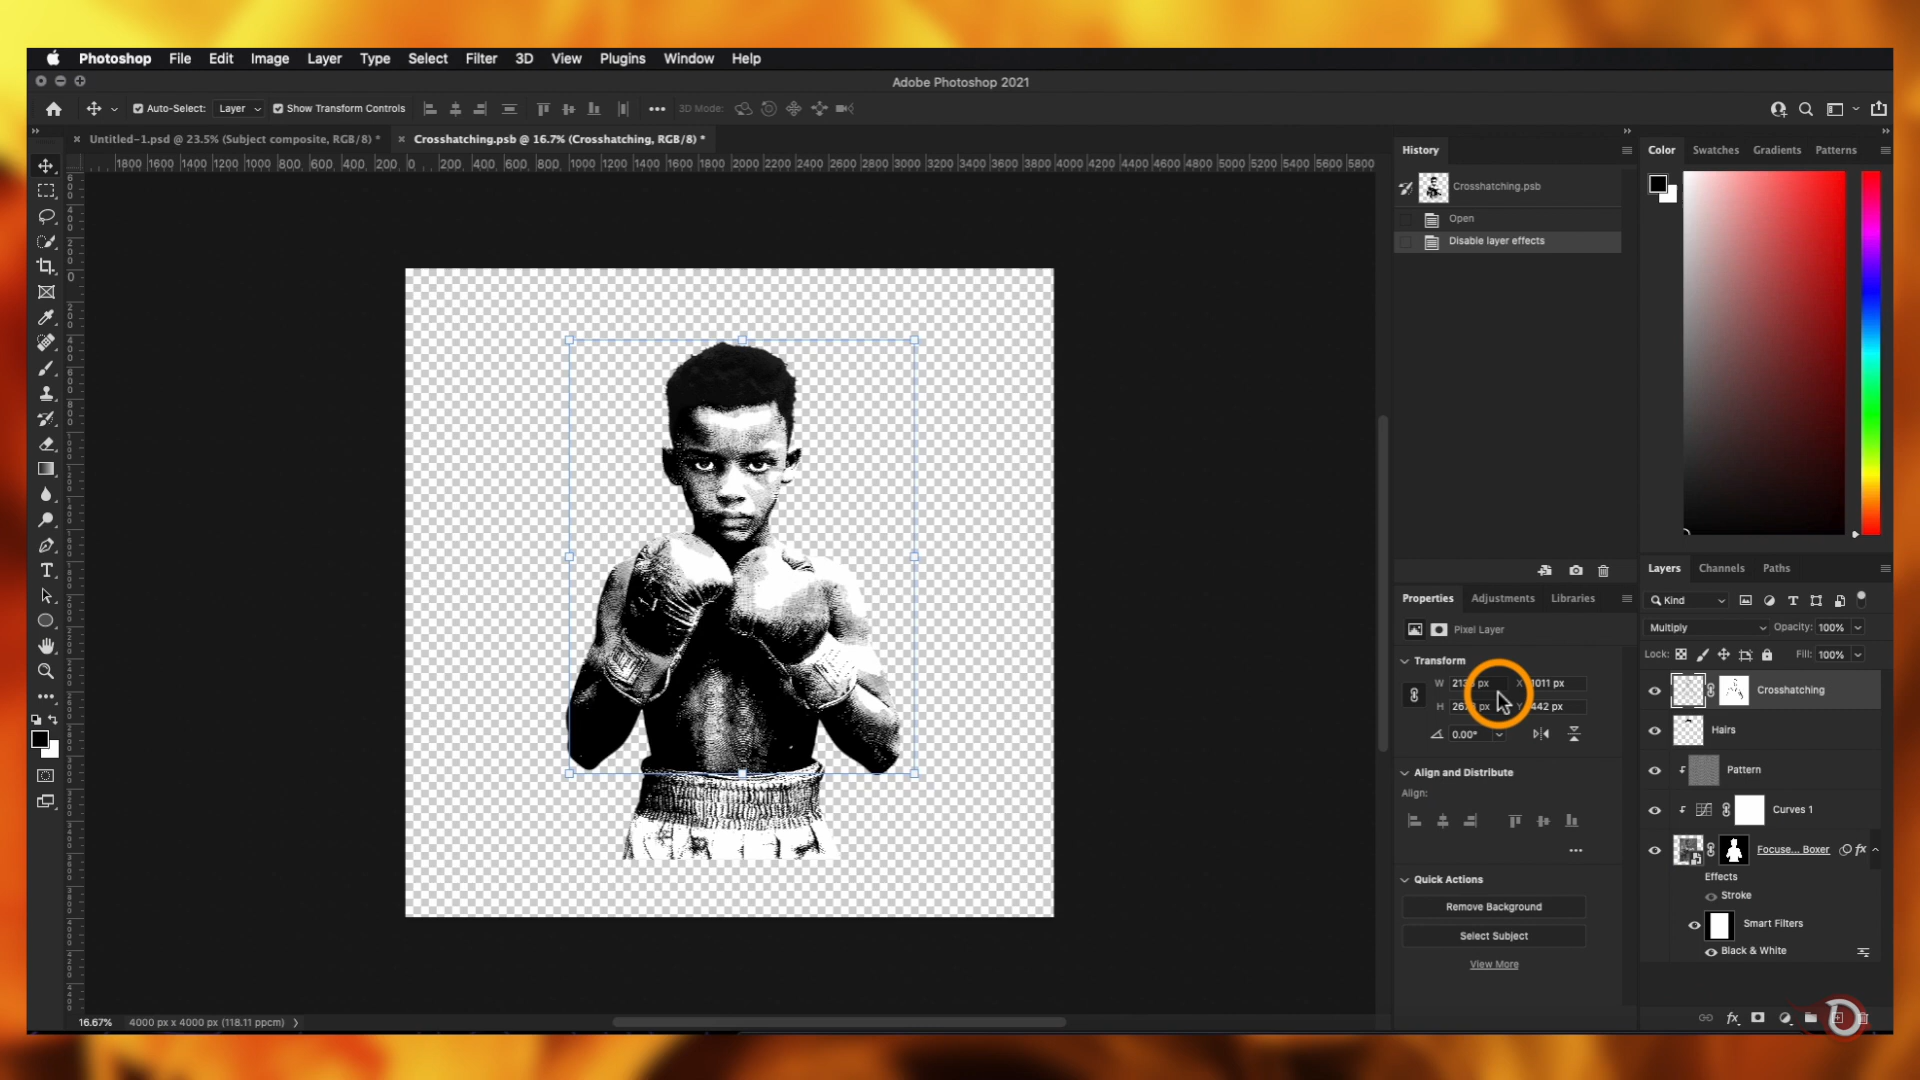 Photoshop File Edit Image Layer Type Select Filter 3D View Plugins Window Help
Adobe Photoshop 2021
Auto-Select: Layer Show Transform Controls 3D Mode:
Untitled-1.psd @ 23.5% (Subject composite, RGB/8) * Crosshatching.psb @ 16.7% (Crosshatching, RGB/8) *
1800 1600 1400 1200 1000 800 600 400 200 0 200 400 600 800 1000 1200 1400 1600 1800 2000 2200 2400 2600 2800 3000 3200 3400 3600 3800 4000 4200 4400 4600 4800 5000 5200 5400 5600 5800
History
Crosshatching.psb
Open
Disable layer effects
Color Swatches Gradients Patterns
Properties Adjustments Libraries
Pixel Layer
Transform
W px X 1011 px
H px Y 442 px
0.00°
Align and Distribute
Align:
Quick Actions
Remove Background
Select Subject
View More
Layers Channels Paths
Kind
Multiply Opacity: 100%
Lock: Fill: 100%
Crosshatching
Hairs
Pattern
Curves 1
Focuse... Boxer fx
Effects
Stroke
Smart Filters
Black & White
fx
16.67% 4000 px x 4000 px (118.11 ppcm)